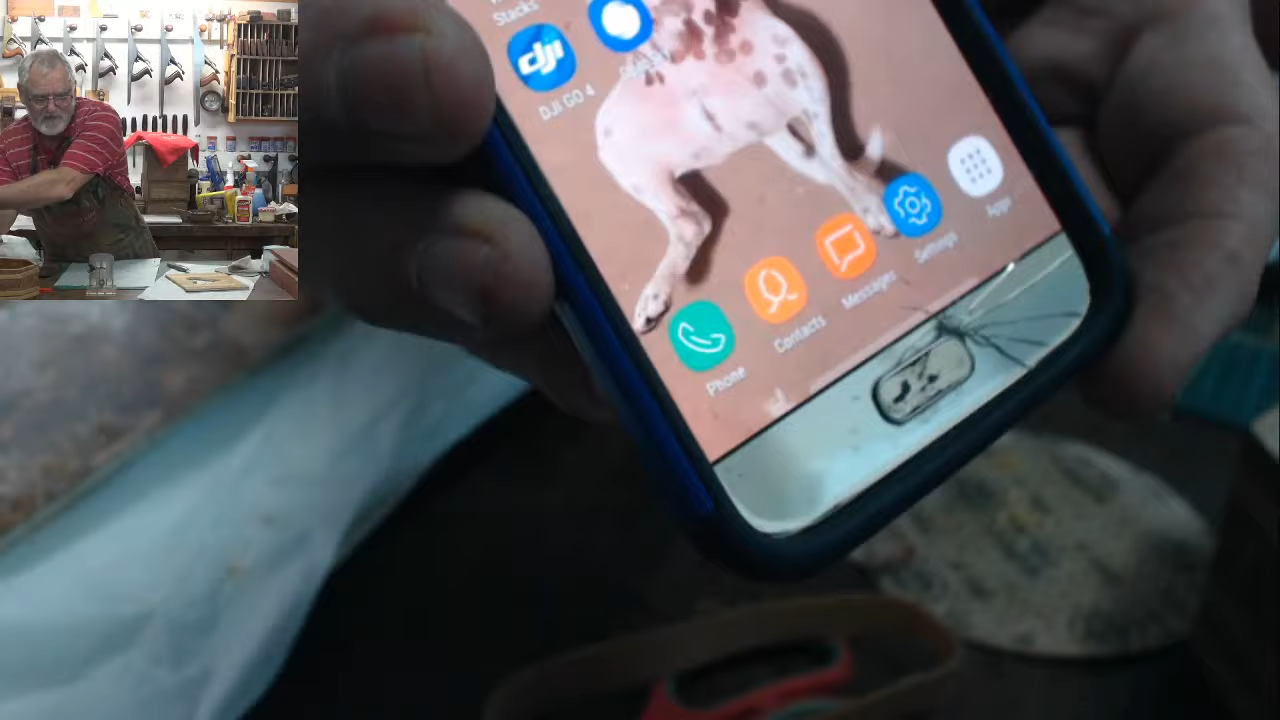 Stacks
dji
DJI GO 4
Apps
Settings
Messages
Contacts
Phone